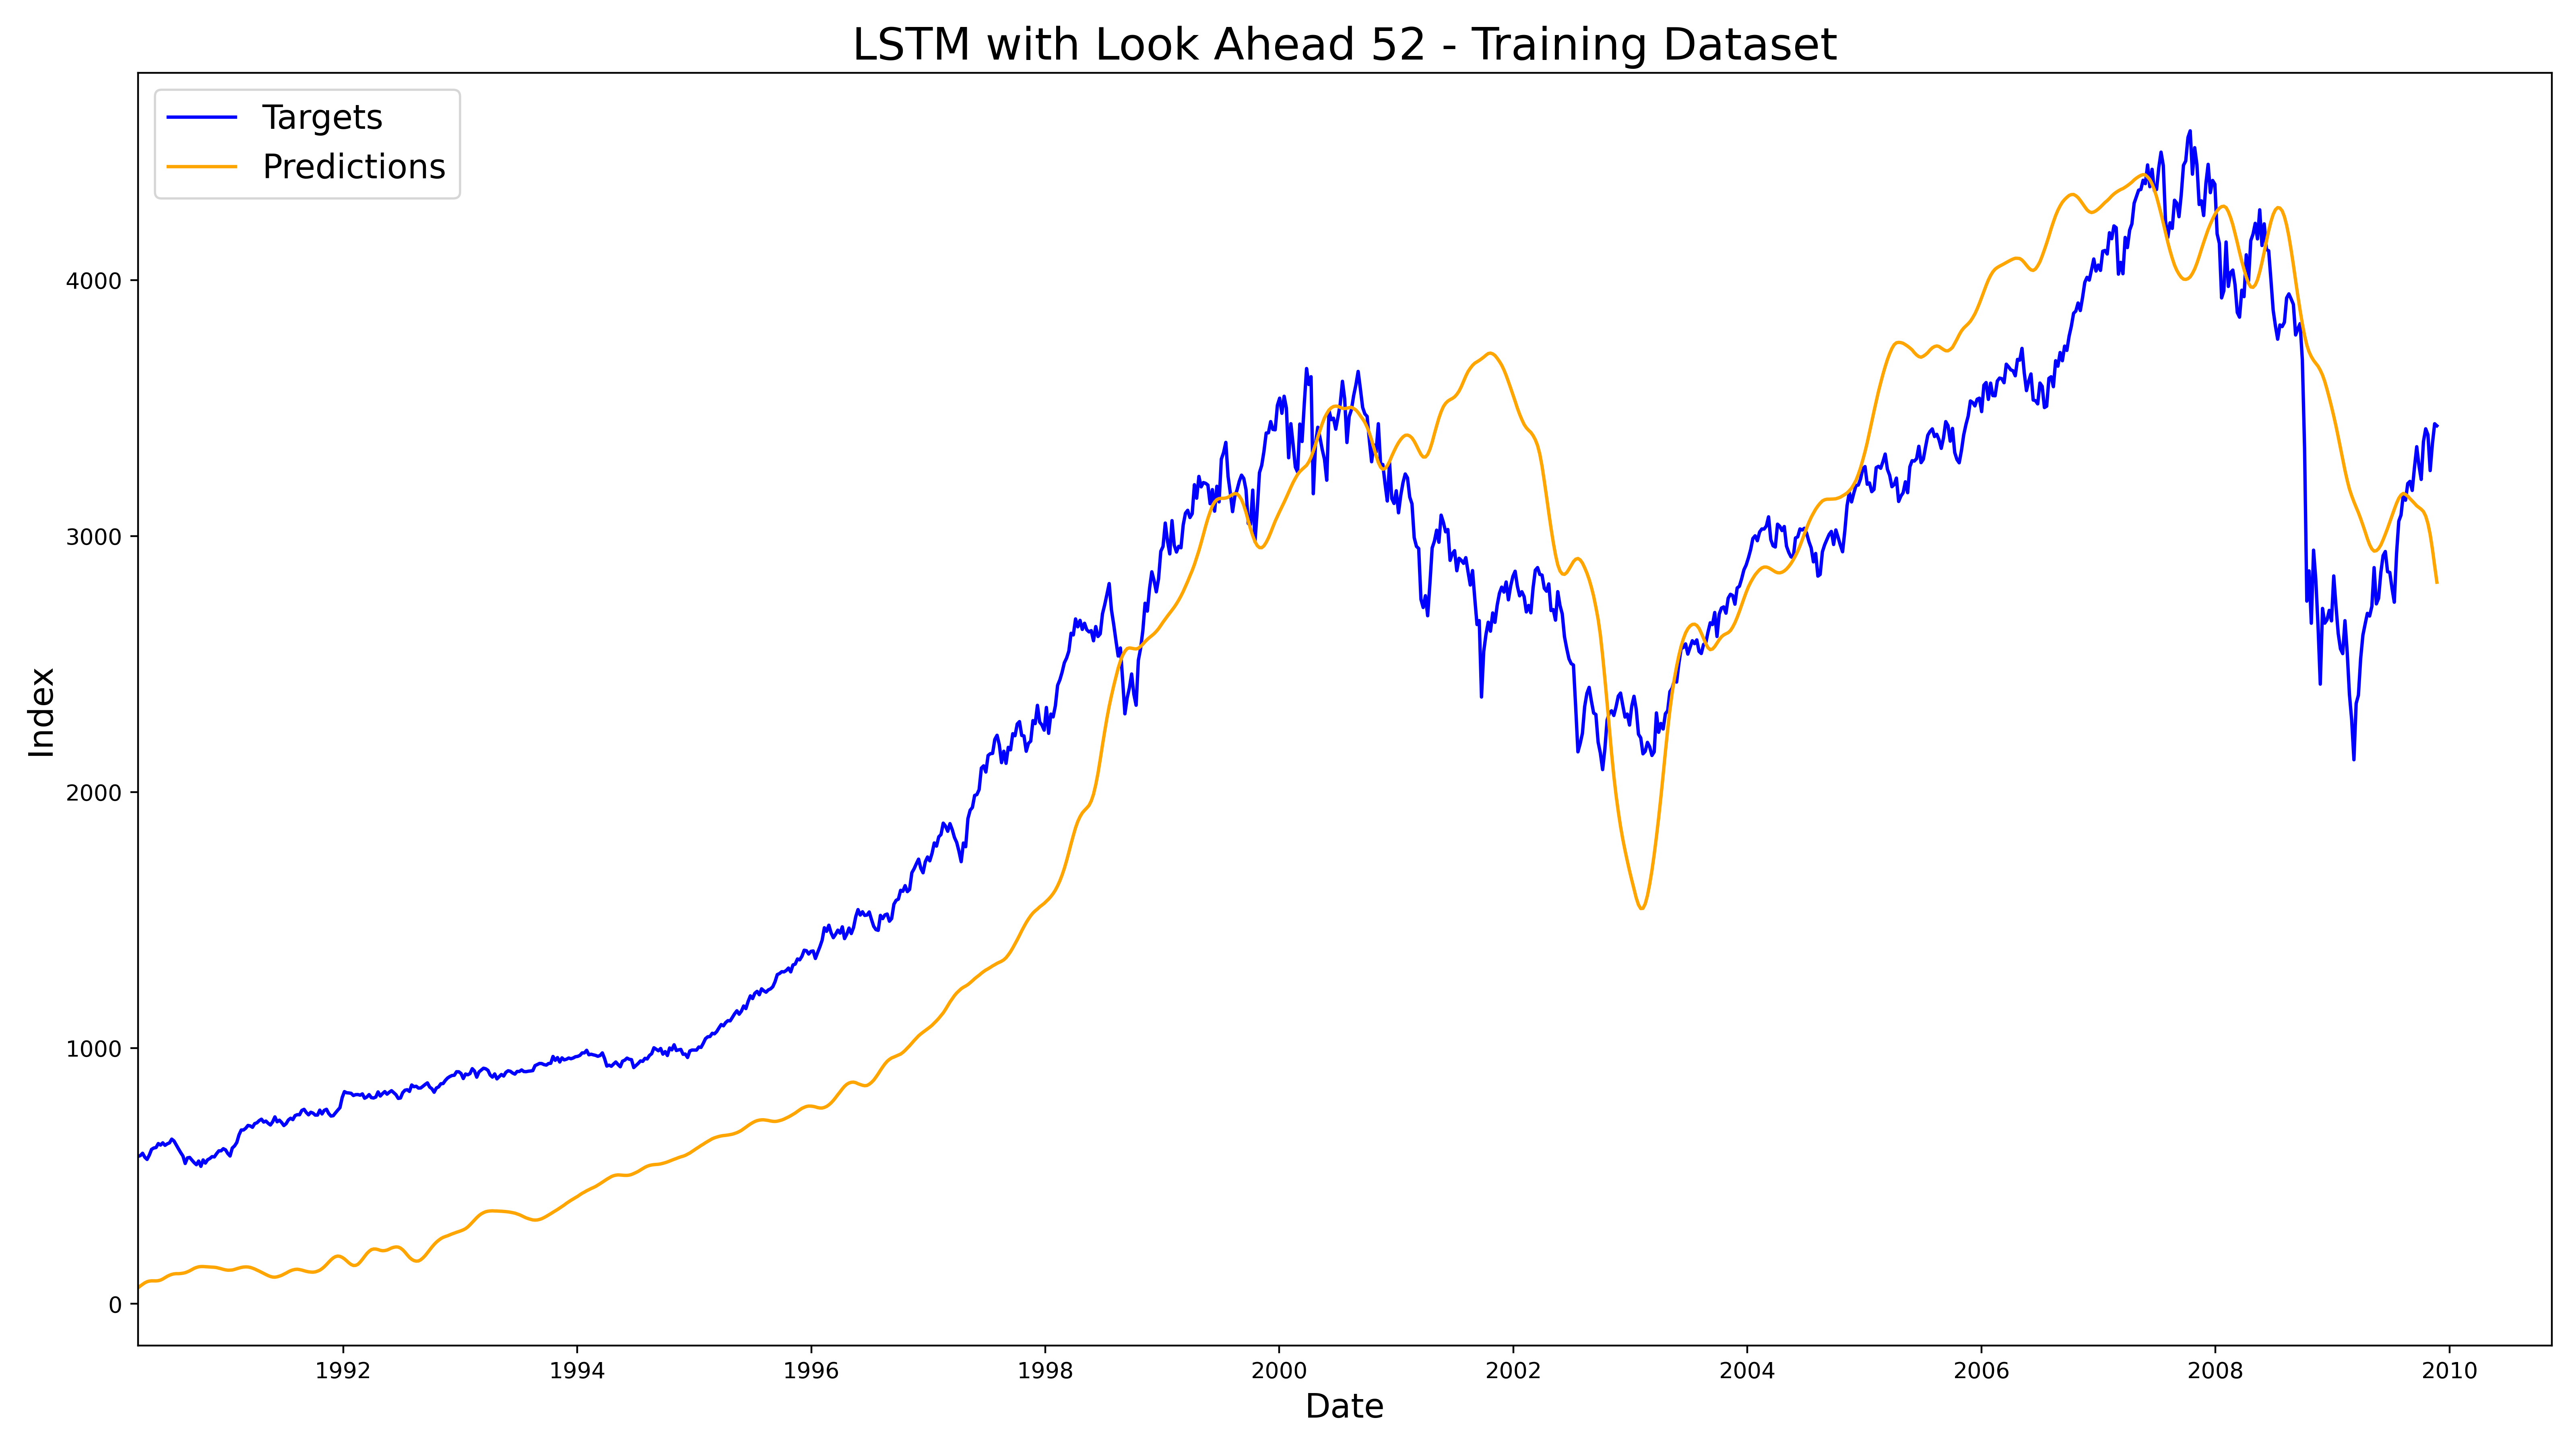 LSTM with Look Ahead 52 - Training Dataset
Targets
Predictions
Index
4000
3000
2000
1000
0
1992 1994 1996 1998 2000 2002 2004 2006 2008 2010
Date